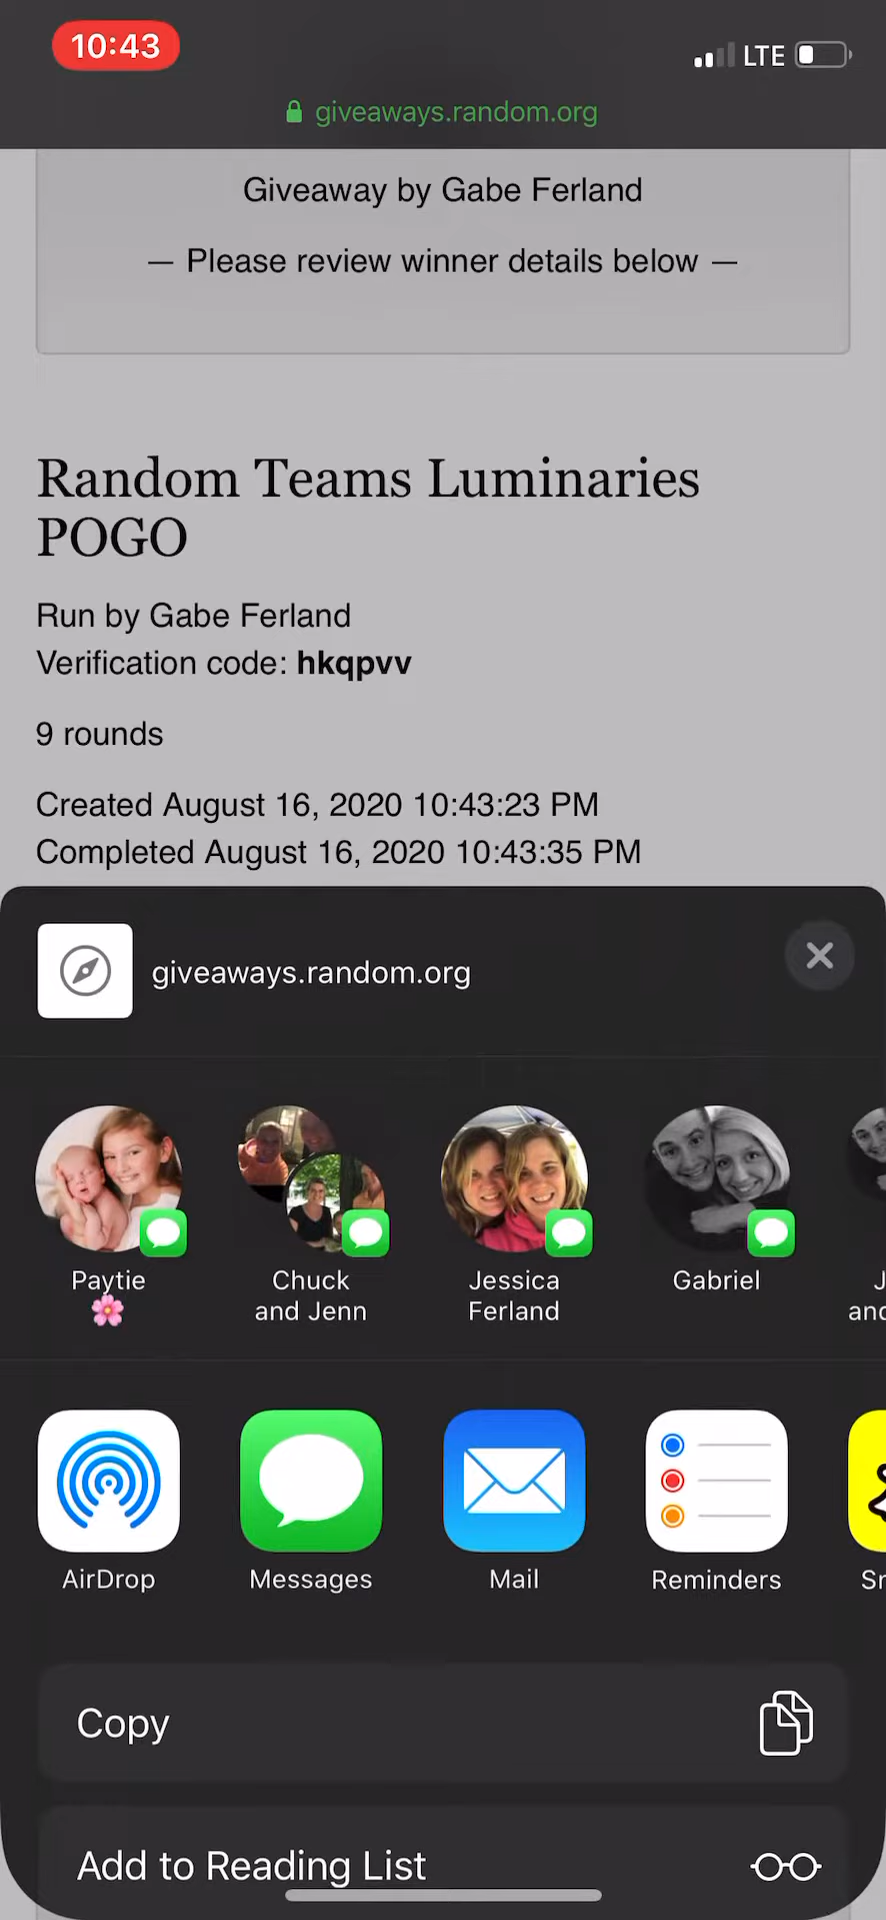 10:43
LTE
giveaways.random.org
Giveaway by Gabe Ferland
— Please review winner details below —
Random Teams Luminaries
POGO
Run by Gabe Ferland
Verification code: hkqpvv
9 rounds
Created August 16, 2020 10:43:23 PM
Completed August 16, 2020 10:43:35 PM
giveaways.random.org
Paytie
🌸
Chuck
and Jenn
Jessica
Ferland
Gabriel
J
and
AirDrop
Messages
Mail
Reminders
Sn
Copy
Add to Reading List